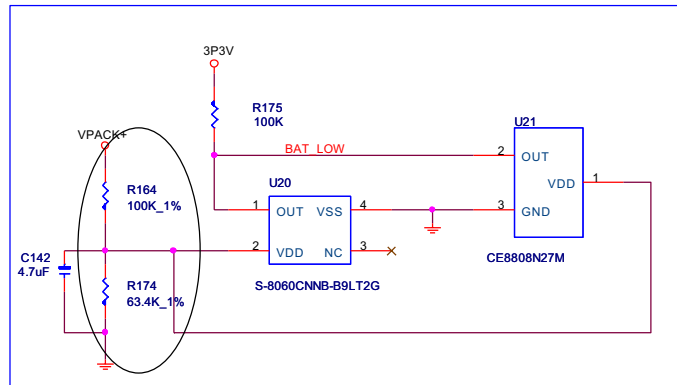 3P3V
R175
100K
VPACK+
BAT_LOW
U21
2
OUT
VDD
1
3
GND
CE8808N27M
R164
100K_1%
U20
1
OUT
VSS
4
2
VDD
NC
3
S-8060CNNB-B9LT2G
C142
4.7uF
R174
63.4K_1%